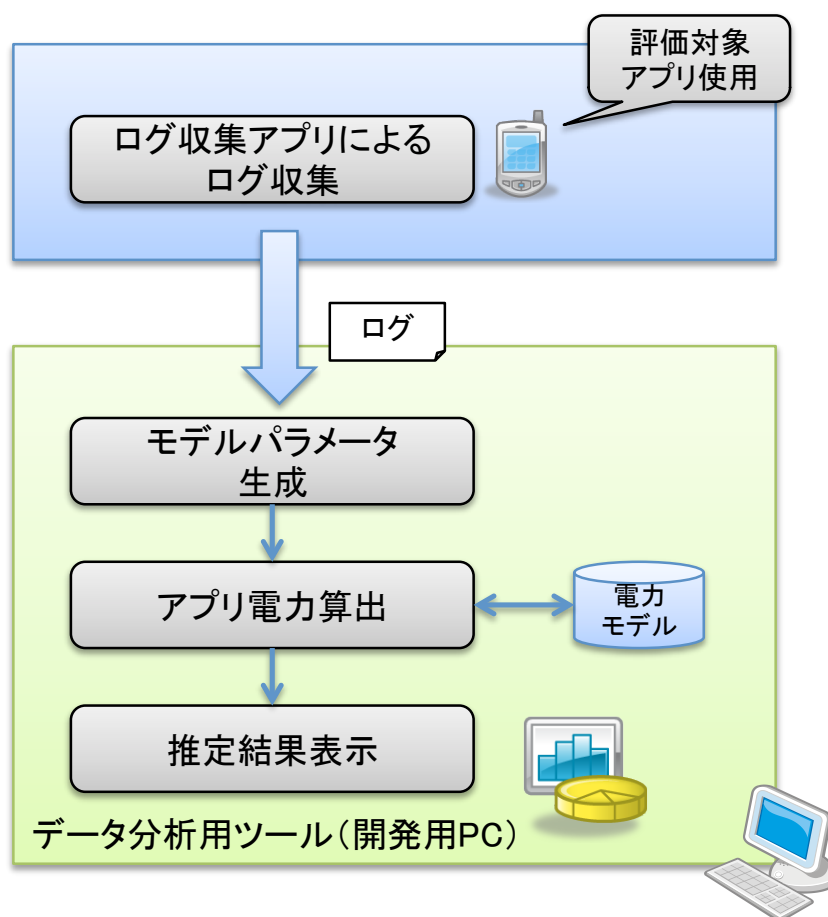 評価対象
アプリ使用
ログ収集アプリによる
ログ収集
ログ
モデルパラメータ
生成
アプリ電力算出
電力
モデル
推定結果表示
データ分析用ツール（開発用PC）